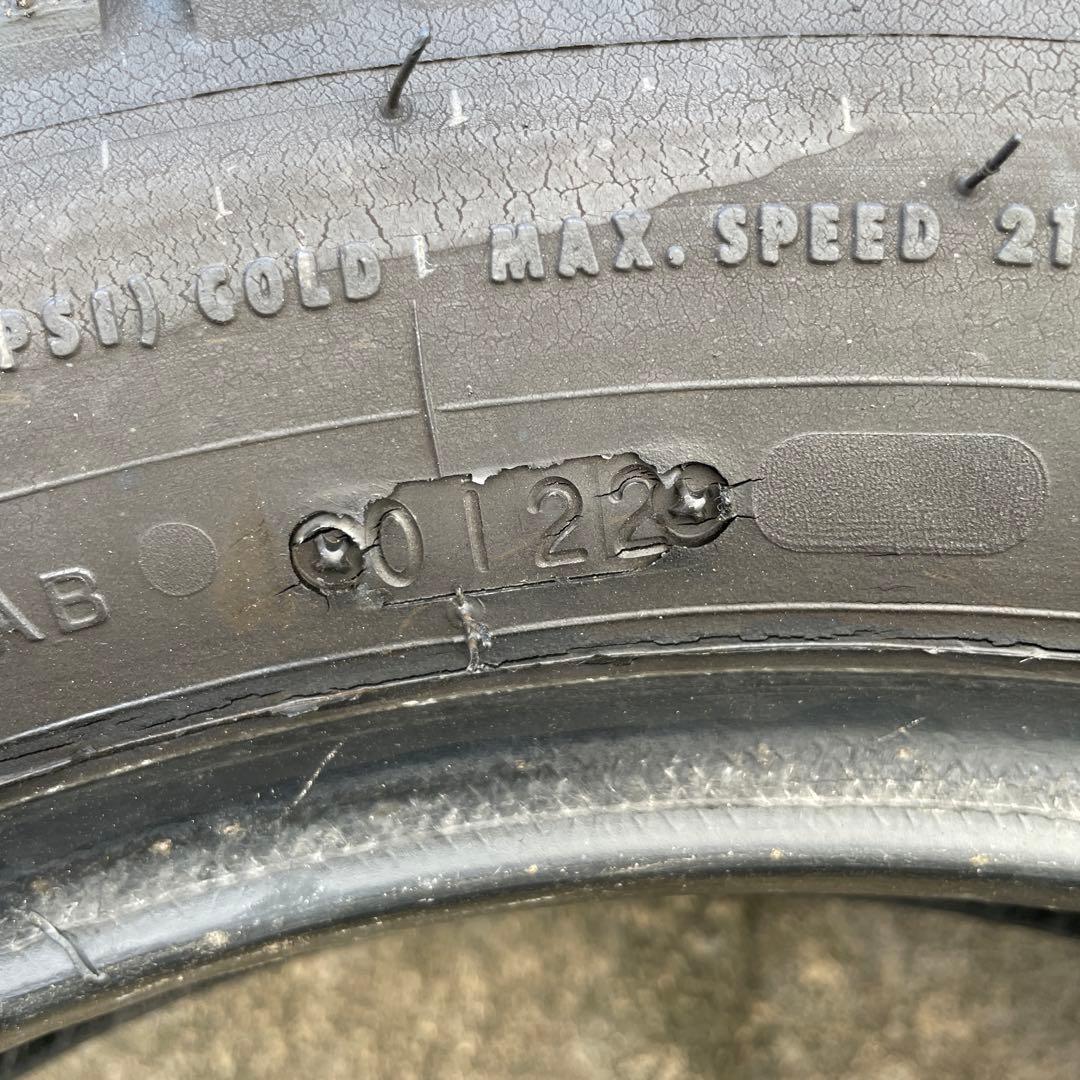 PSI) COLD MAX. SPEED 21
AB 0122